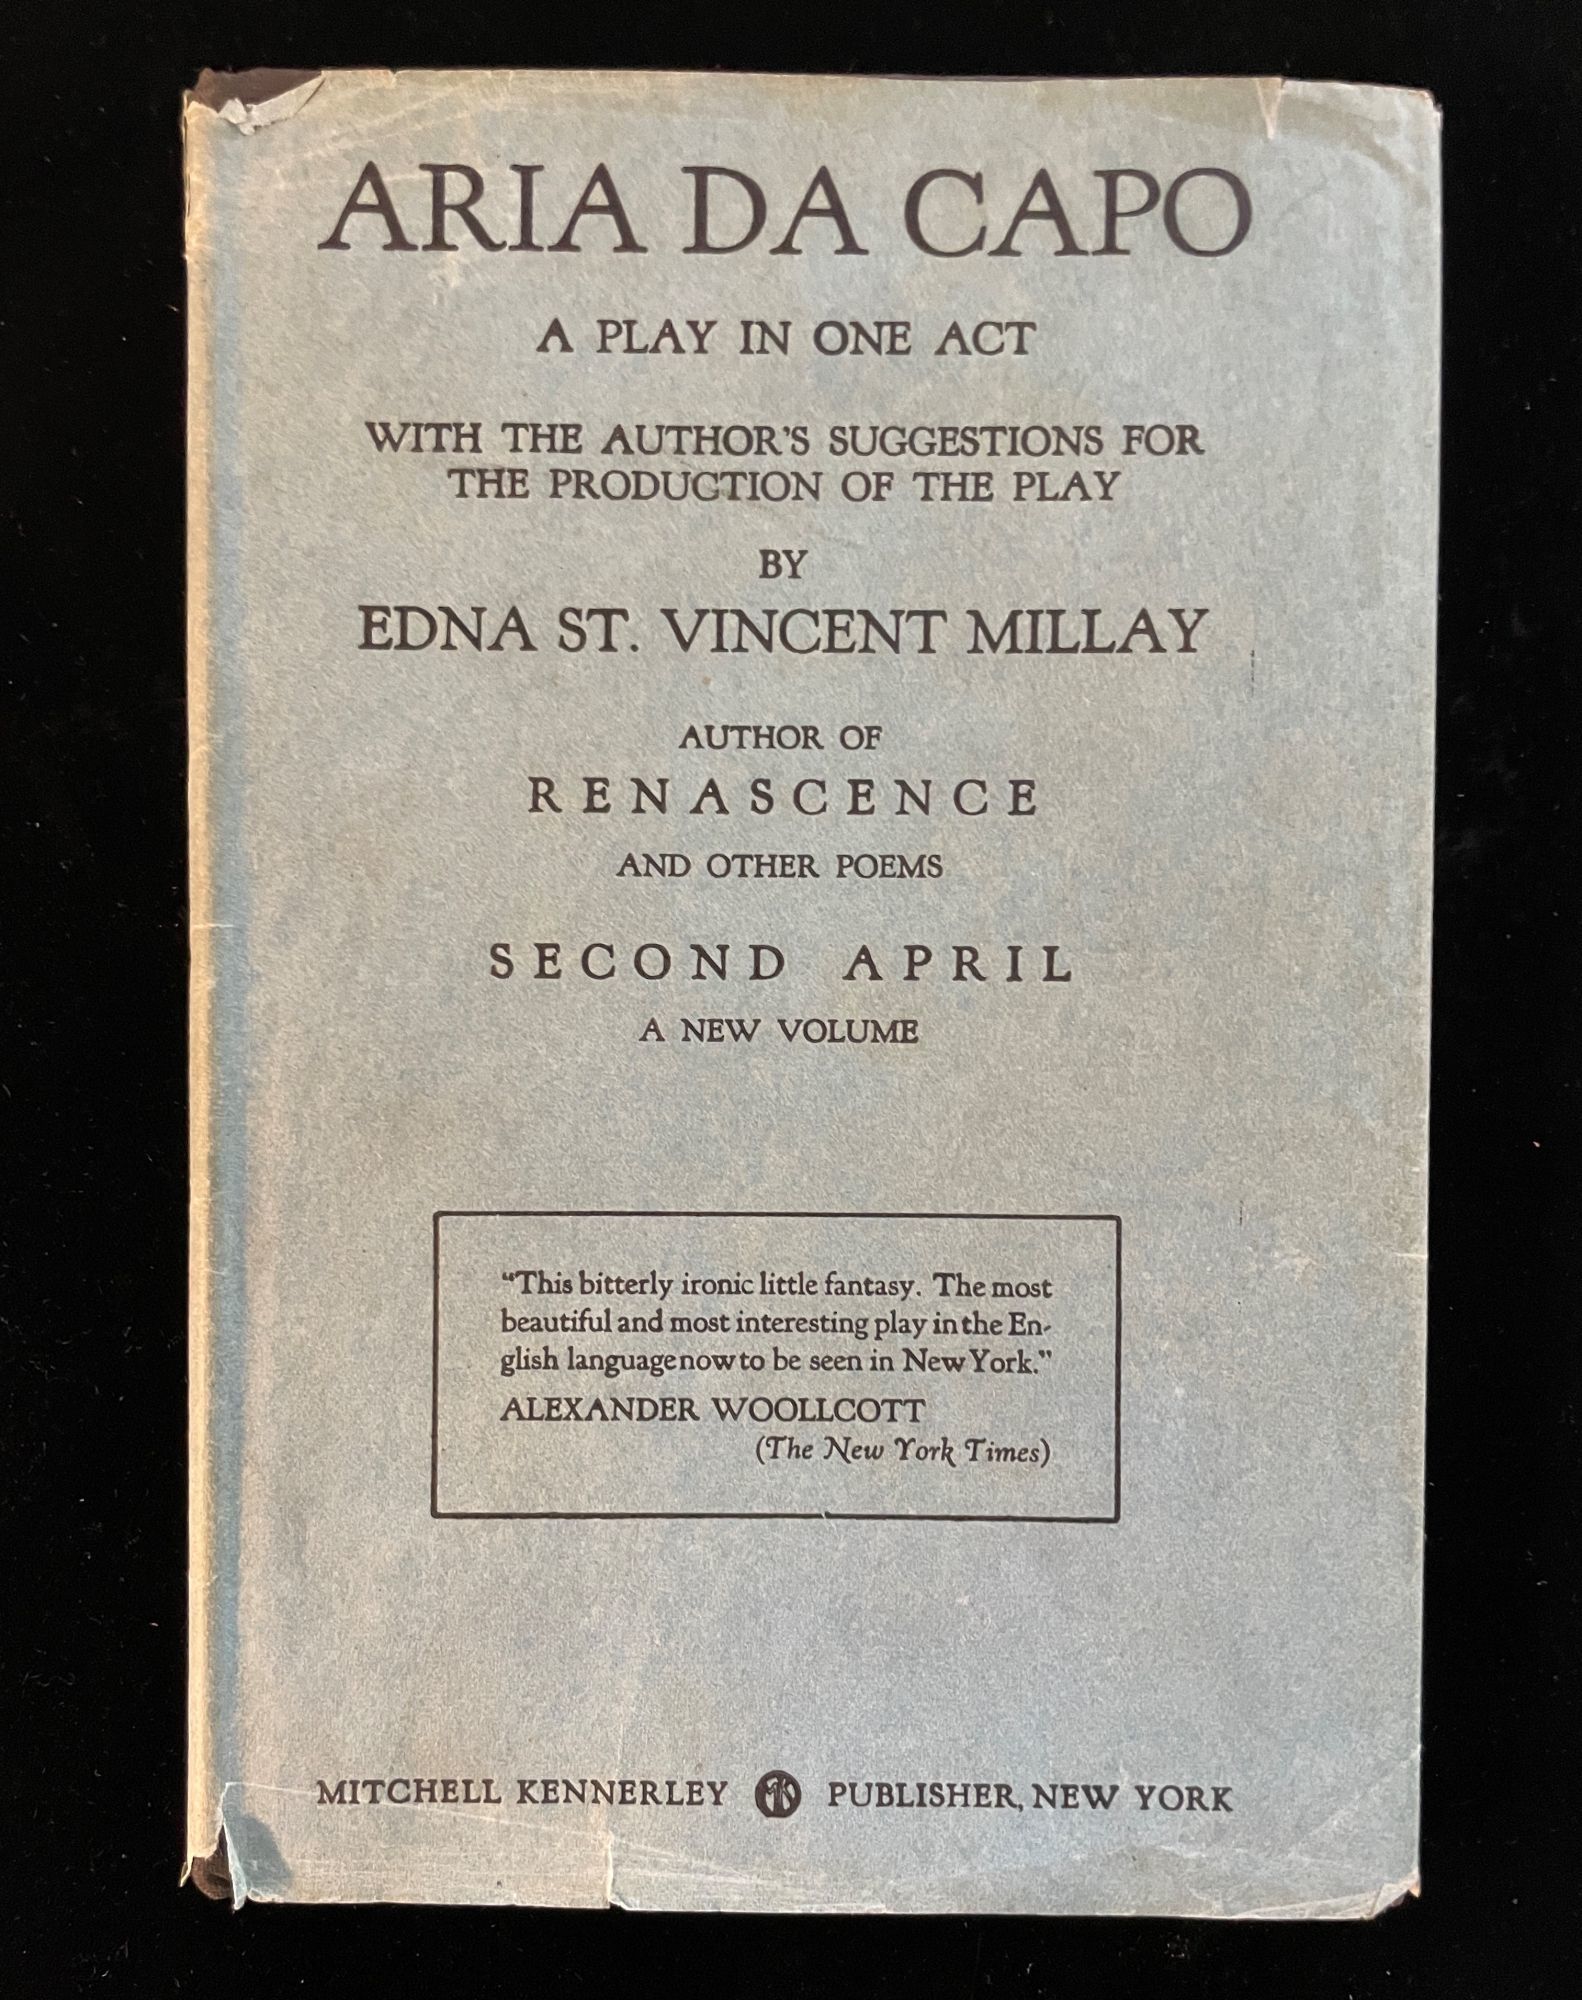 ARIA DA CAPO
A PLAY IN ONE ACT
WITH THE AUTHOR'S SUGGESTIONS FOR
THE PRODUCTION OF THE PLAY
BY
EDNA ST. VINCENT MILLAY
AUTHOR OF
RENASCENCE
AND OTHER POEMS
SECOND APRIL
A NEW VOLUME
“This bitterly ironic little fantasy. The most
beautiful and most interesting play in the En-
glish language now to be seen in New York.”
ALEXANDER WOOLLCOTT
(The New York Times)
MITCHELL KENNERLEY MK PUBLISHER, NEW YORK